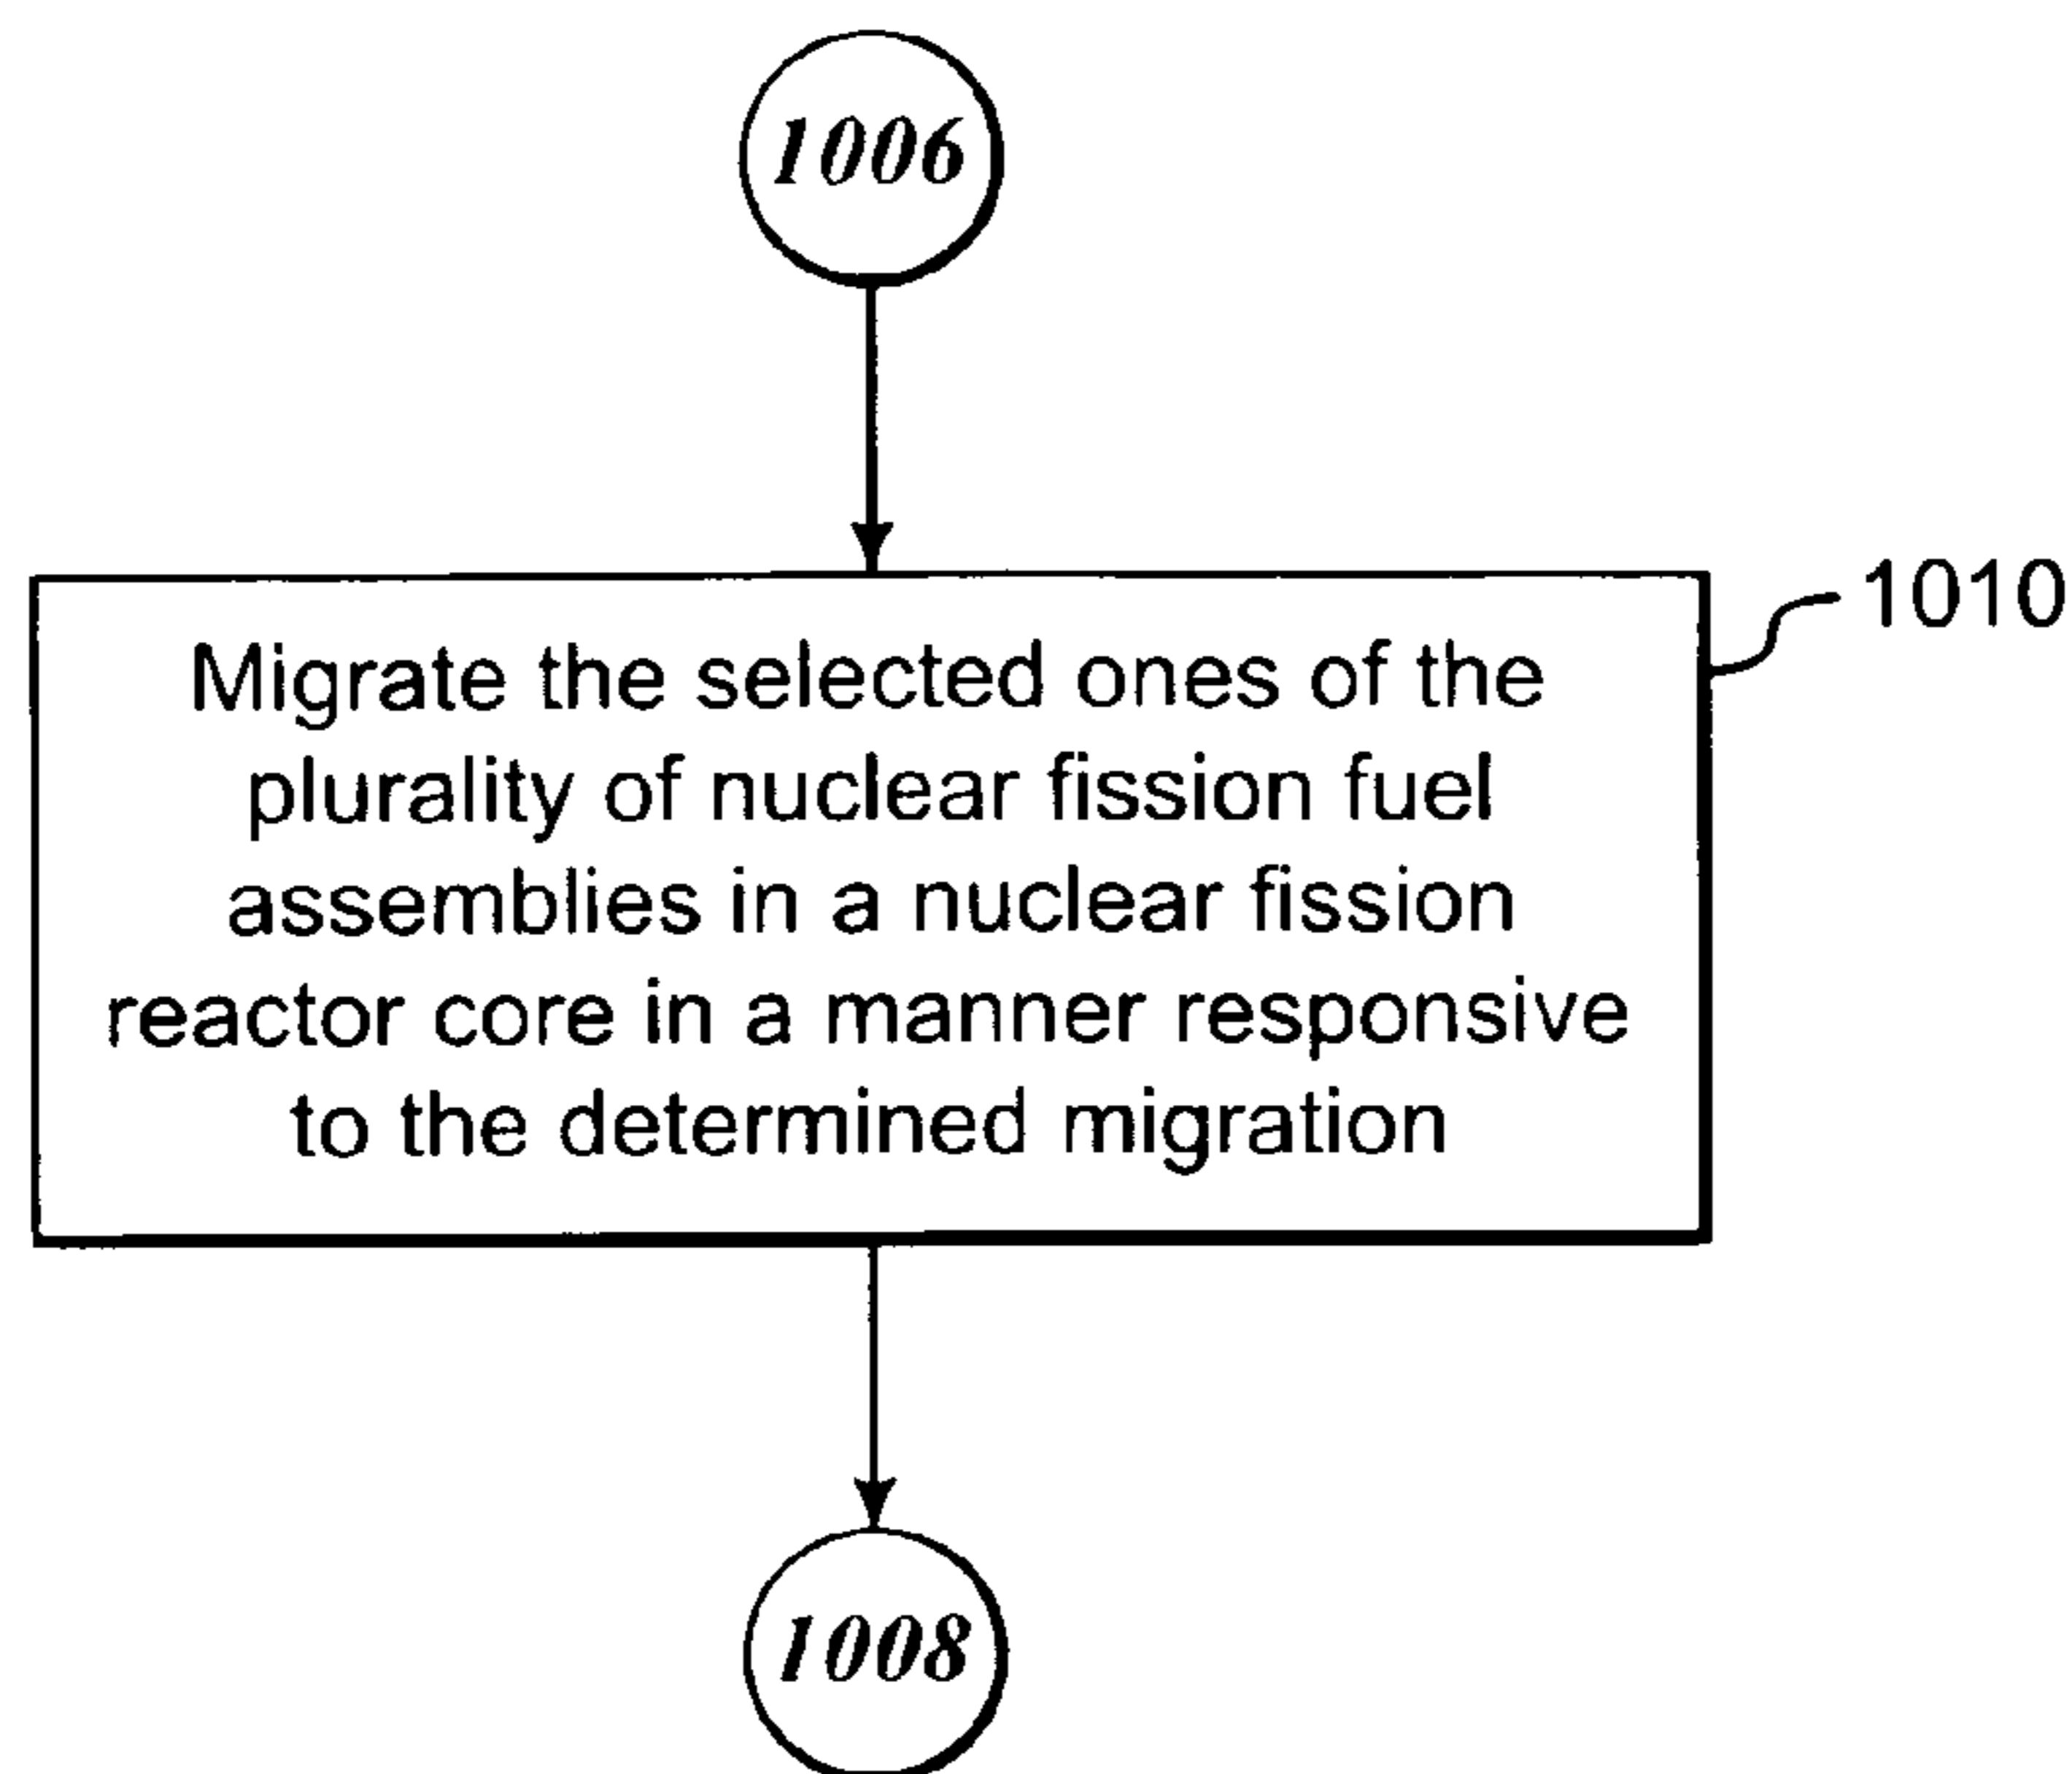 1006
1010
Migrate the selected ones of the
plurality of nuclear fission fuel
assemblies in a nuclear fission
reactor core in a manner responsive
to the determined migration
1008